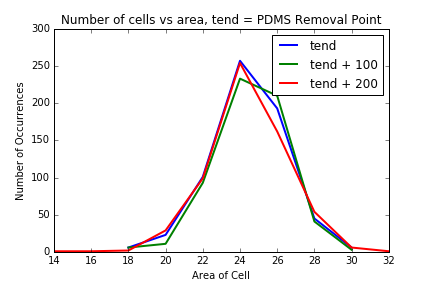 Number of cells vs area, tend = PDMS Removal Point
300
250
200
150
100
50
0
Number of Occurrences
tend
tend + 100
tend + 200
14 16 18 20 22 24 26 28 30 32
Area of Cell